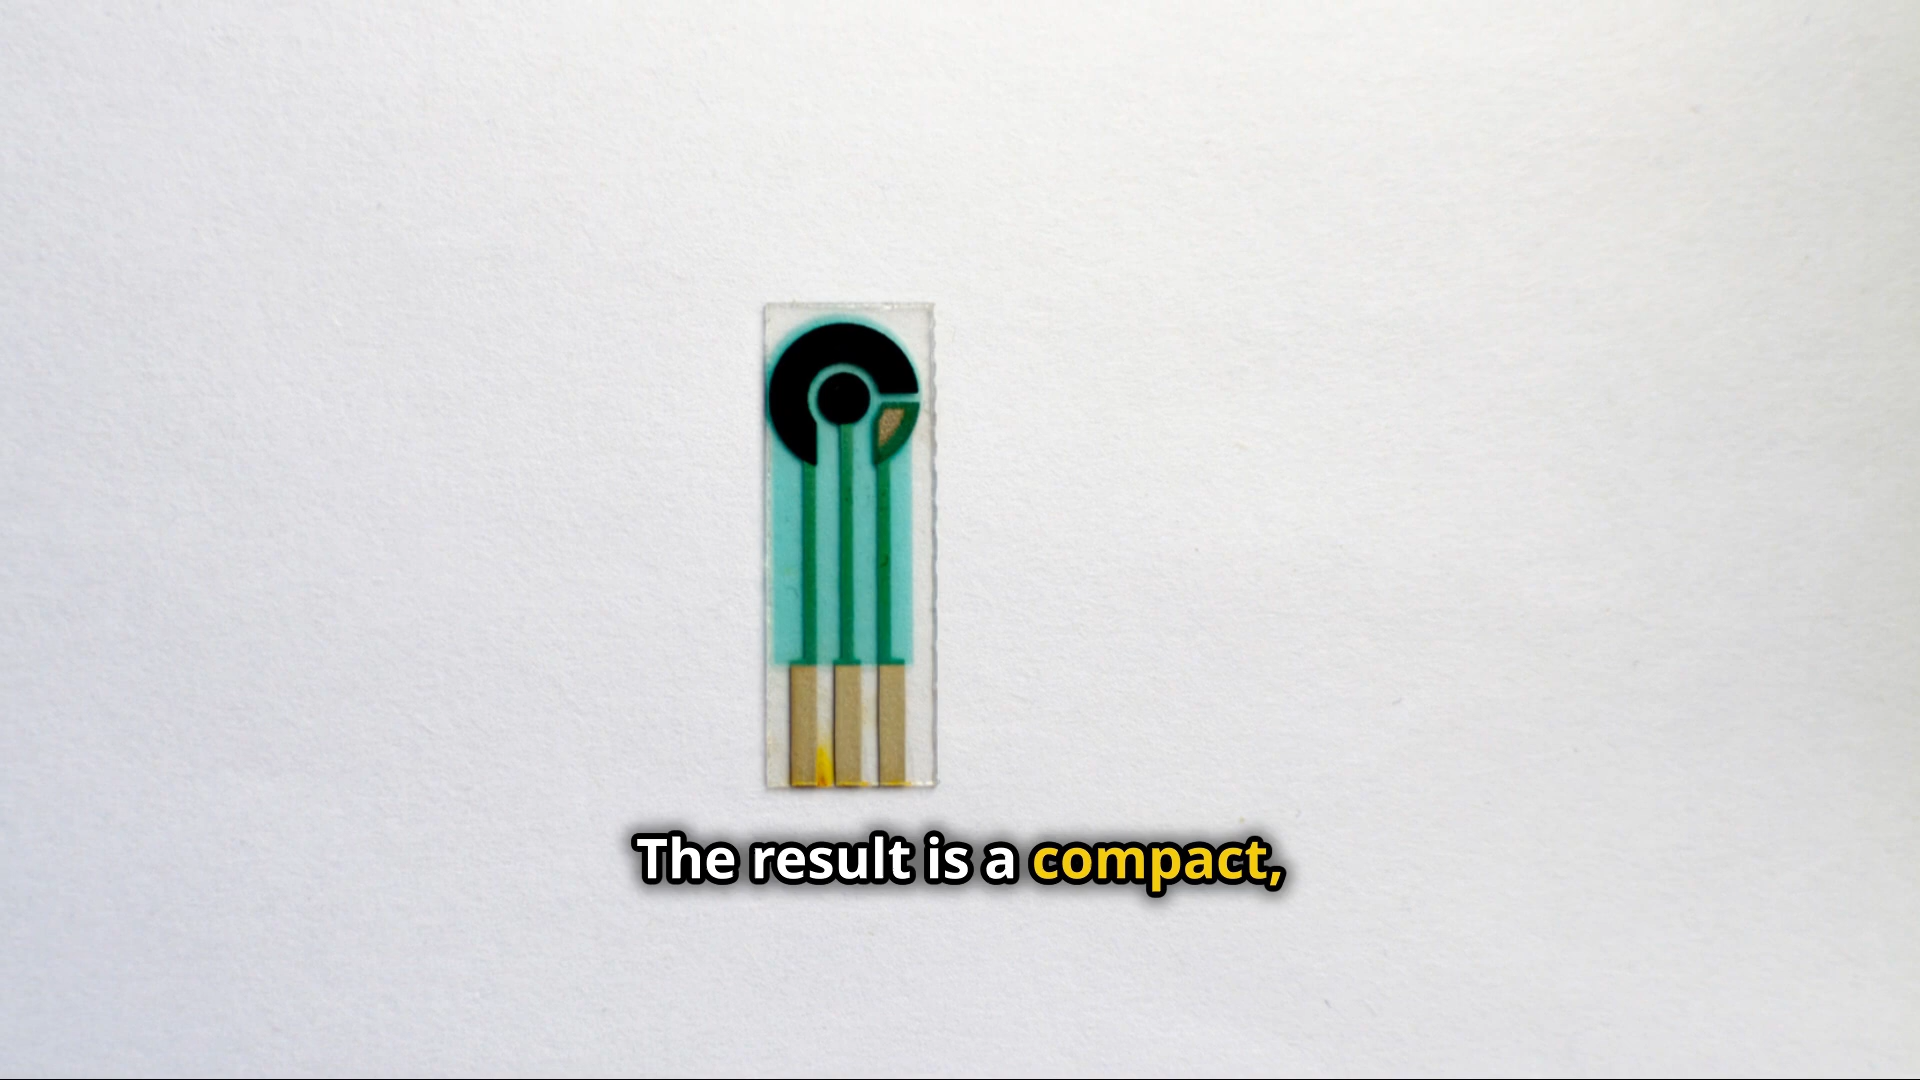 The result is a compact,